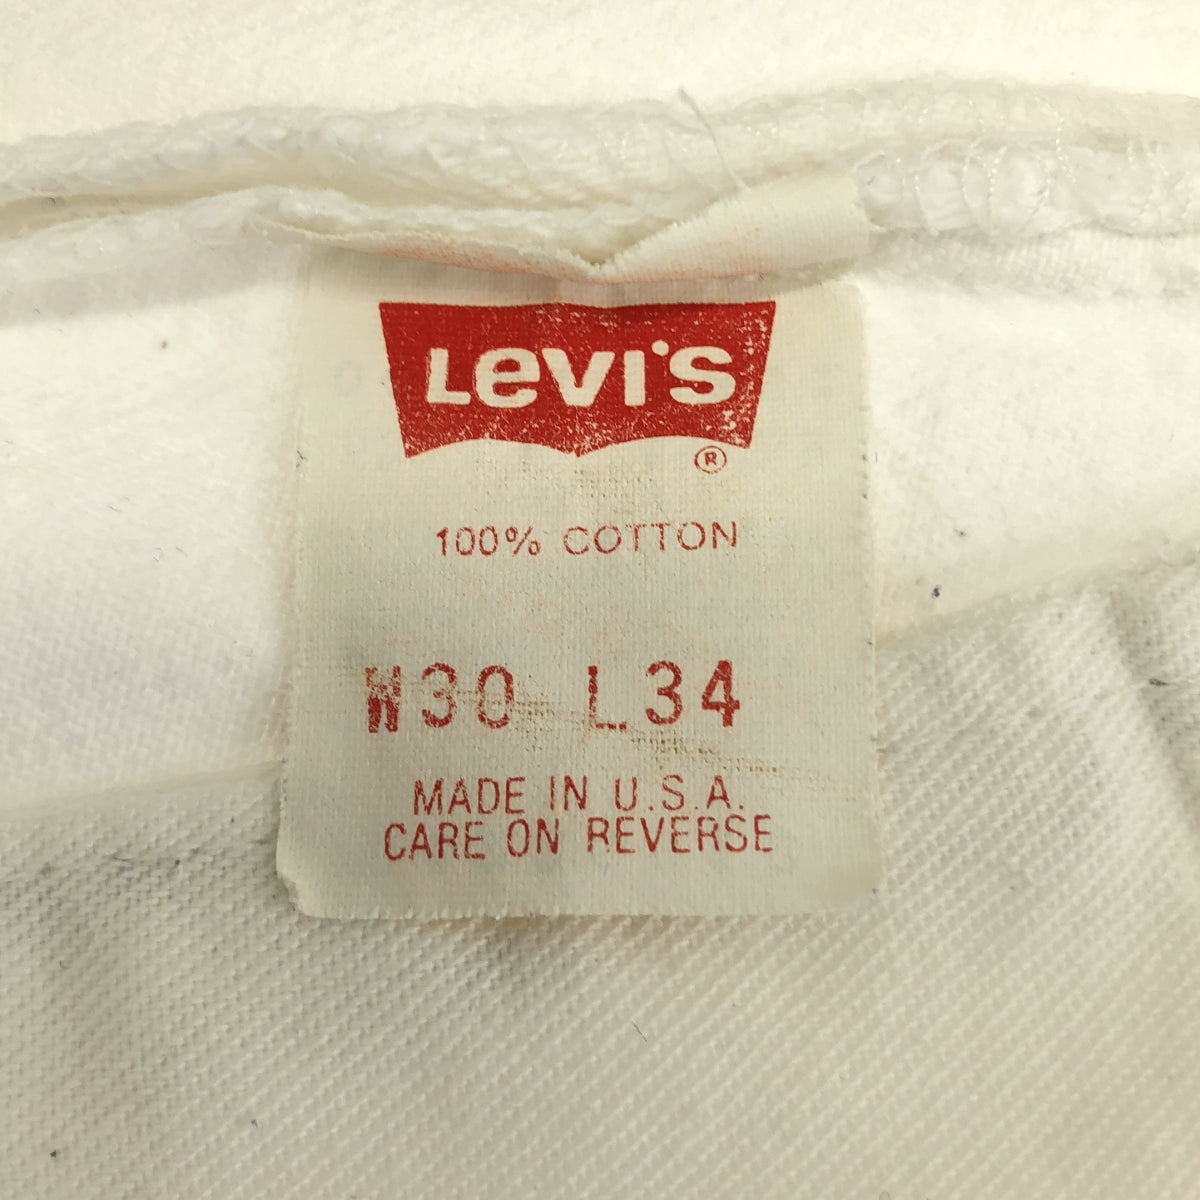 Levi's
®
100% COTTON
W30 L34
MADE IN U.S.A.
CARE ON REVERSE